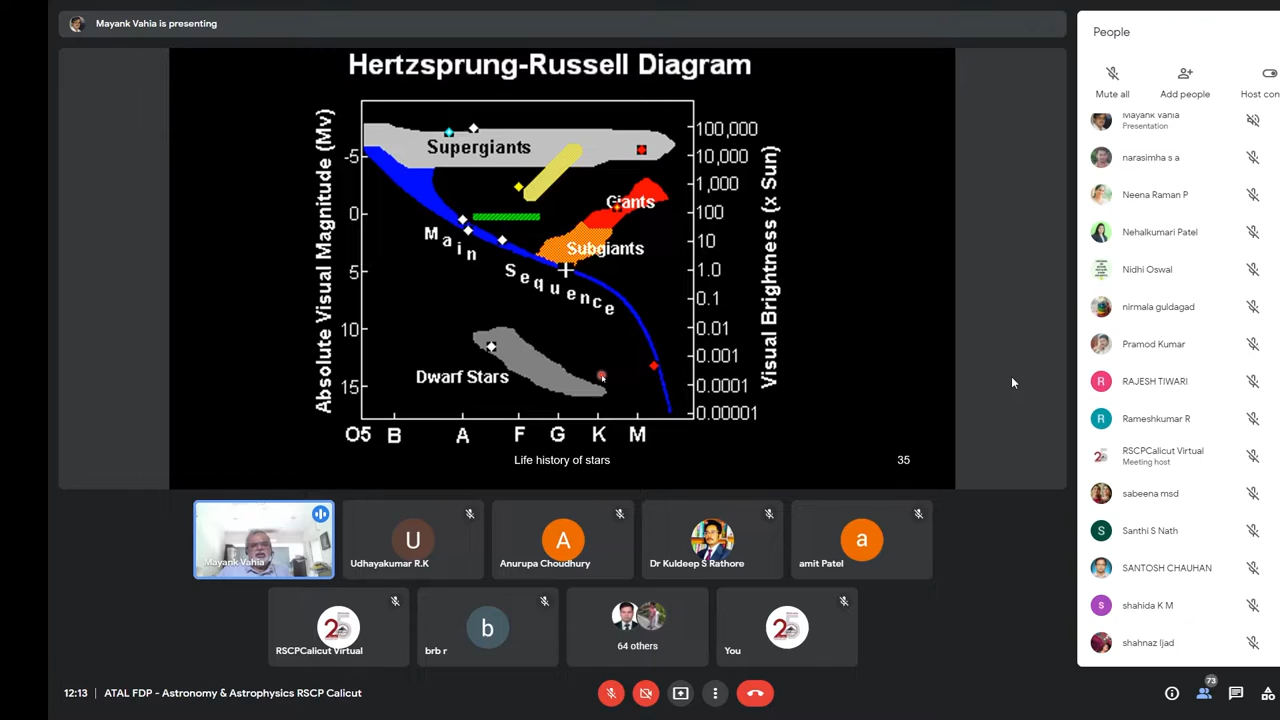 Mayank Vahia is presenting
Hertzsprung-Russell Diagram
Absolute Visual Magnitude (Mv)
-5
0
5
10
15
Supergiants
Giants
Subgiants
Main
Sequence
Dwarf Stars
100,000
10,000
1,000
100
10
1.0
0.1
0.01
0.001
0.0001
0.00001
Visual Brightness (x Sun)
O5 B A F G K M
Life history of stars
35
Mayank Vahia
Udhayakumar R.K
U
Anurupa Choudhury
A
Dr Kuldeep S Rathore
amit Patel
a
RSCPCalicut Virtual
25
brb r
b
64 others
You
25
12:13 | ATAL FDP - Astronomy & Astrophysics RSCP Calicut
People
Mute all
Add people
Host con
Mayank Vahia
Presentation
narasimha s a
Neena Raman P
Nehalkumari Patel
Nidhi Oswal
nirmala guldagad
Pramod Kumar
R
RAJESH TIWARI
R
Rameshkumar R
RSCPCalicut Virtual
Meeting host
sabeena msd
S
Santhi S Nath
SANTOSH CHAUHAN
s
shahida K M
shahnaz Ijad
73